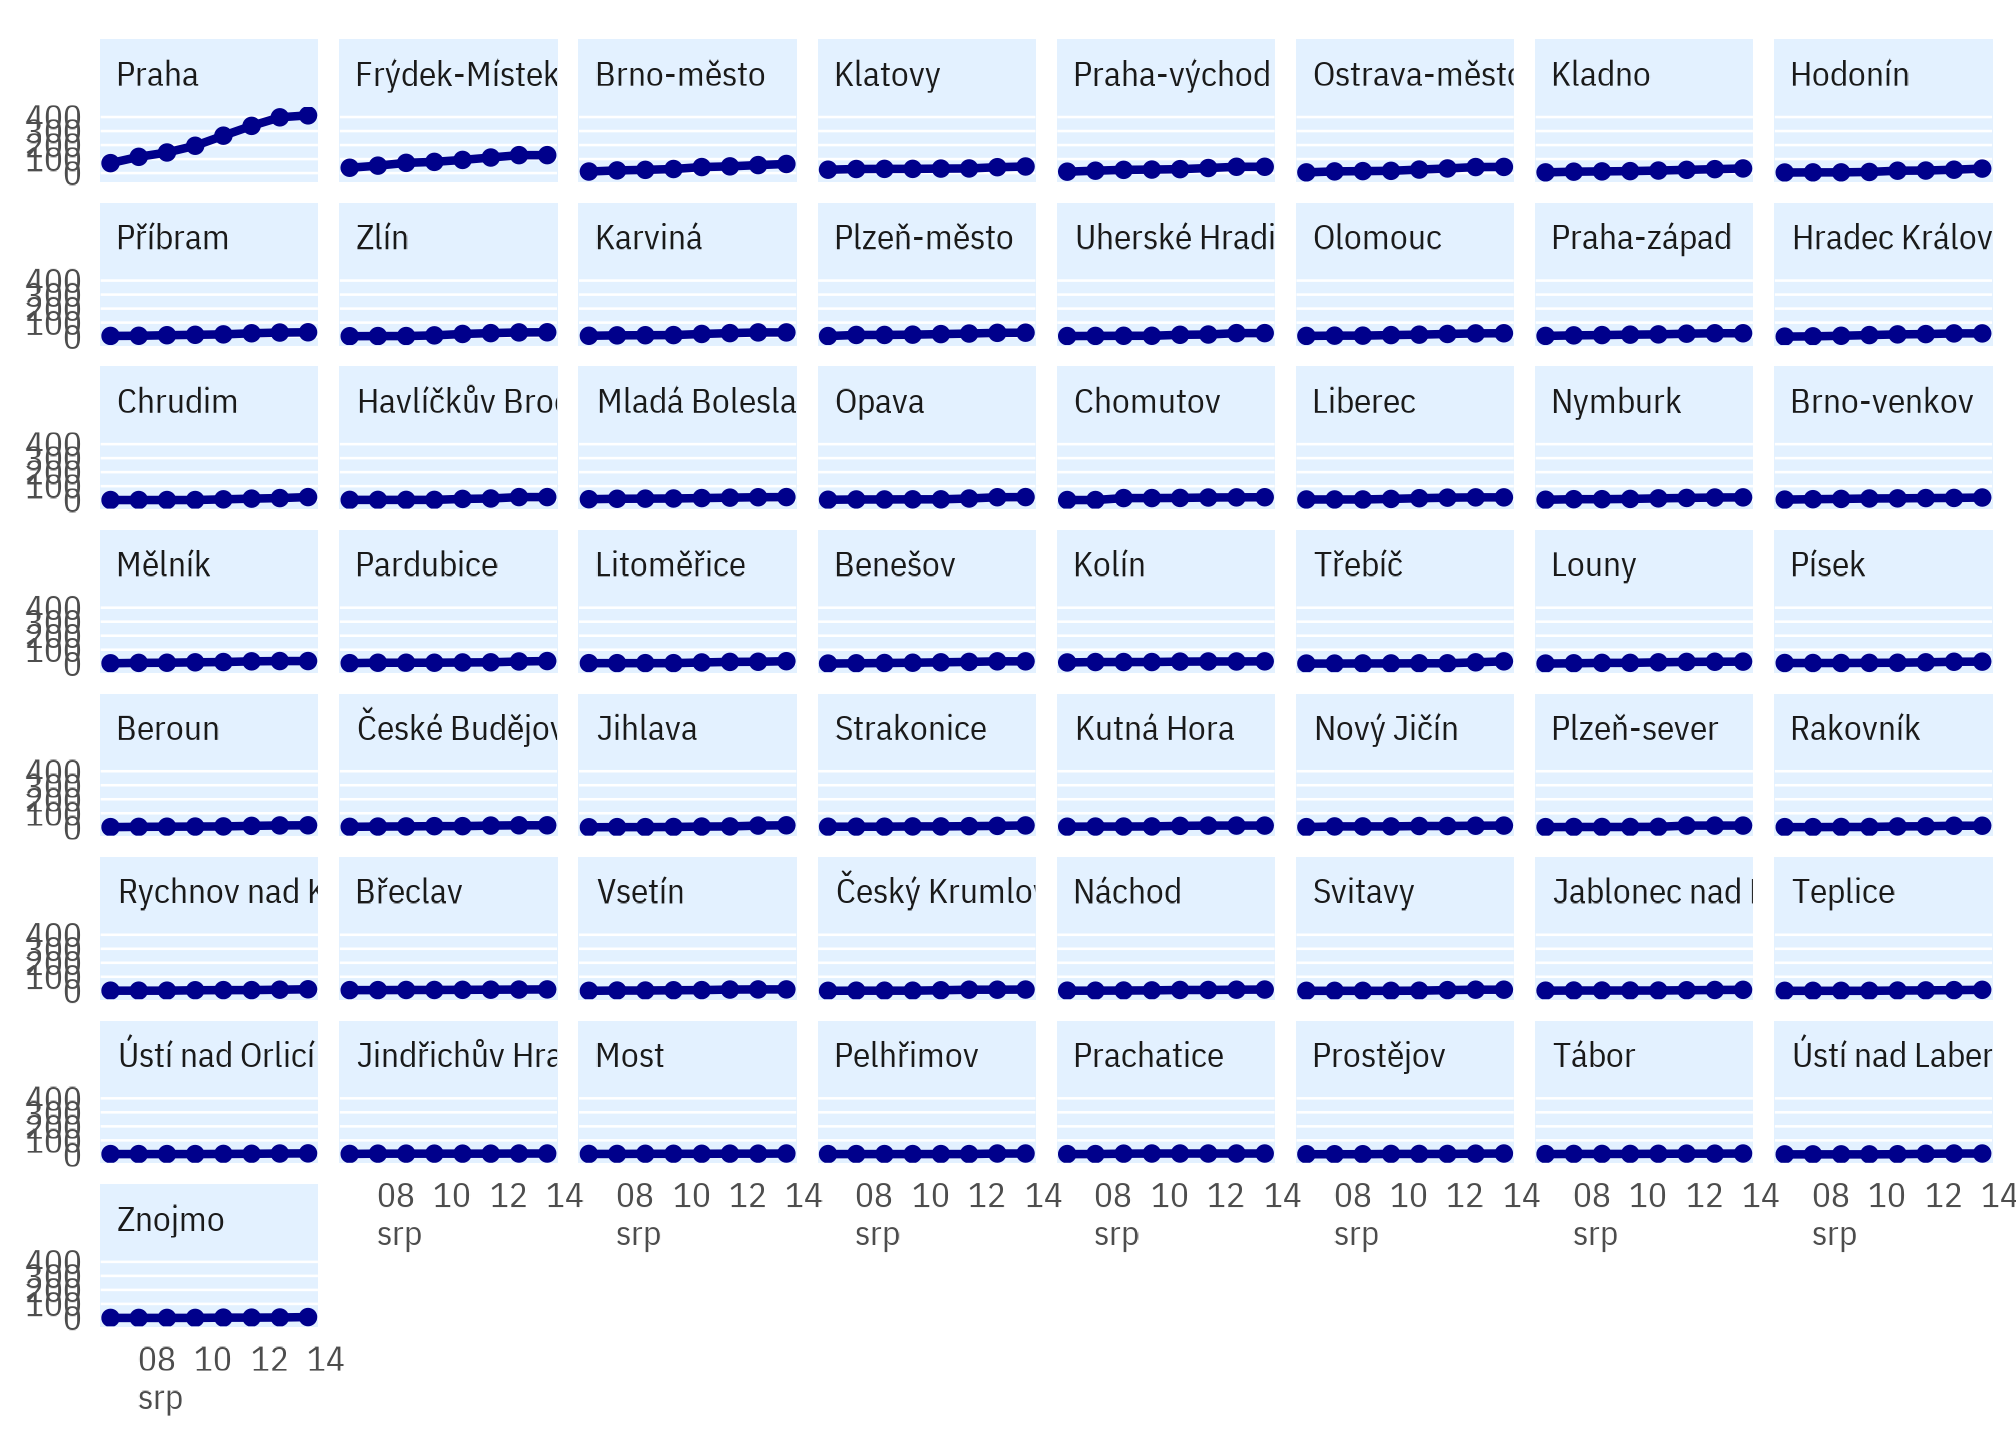 Praha
Frýdek-Místek
Brno-město
Klatovy
Praha-východ
Ostrava-město
Kladno
Hodonín
400
300
200
100
0
Příbram
Zlín
Karviná
Plzeň-město
Uherské Hradi
Olomouc
Praha-západ
Hradec Králov
400
300
200
100
0
Chrudim
Havlíčkův Brod
Mladá Bolesla
Opava
Chomutov
Liberec
Nymburk
Brno-venkov
400
300
200
100
0
Mělník
Pardubice
Litoměřice
Benešov
Kolín
Třebíč
Louny
Písek
400
300
200
100
0
Beroun
České Budějov
Jihlava
Strakonice
Kutná Hora
Nový Jičín
Plzeň-sever
Rakovník
400
300
200
100
0
Rychnov nad K
Břeclav
Vsetín
Český Krumlov
Náchod
Svitavy
Jablonec nad
Teplice
400
300
200
100
0
Ústí nad Orlicí
Jindřichův Hra
Most
Pelhřimov
Prachatice
Prostějov
Tábor
Ústí nad Laber
400
300
200
100
0
08 10 12 14
srp
08 10 12 14
srp
08 10 12 14
srp
08 10 12 14
srp
08 10 12 14
srp
08 10 12 14
srp
08 10 12 14
srp
Znojmo
400
300
200
100
0
08 10 12 14
srp